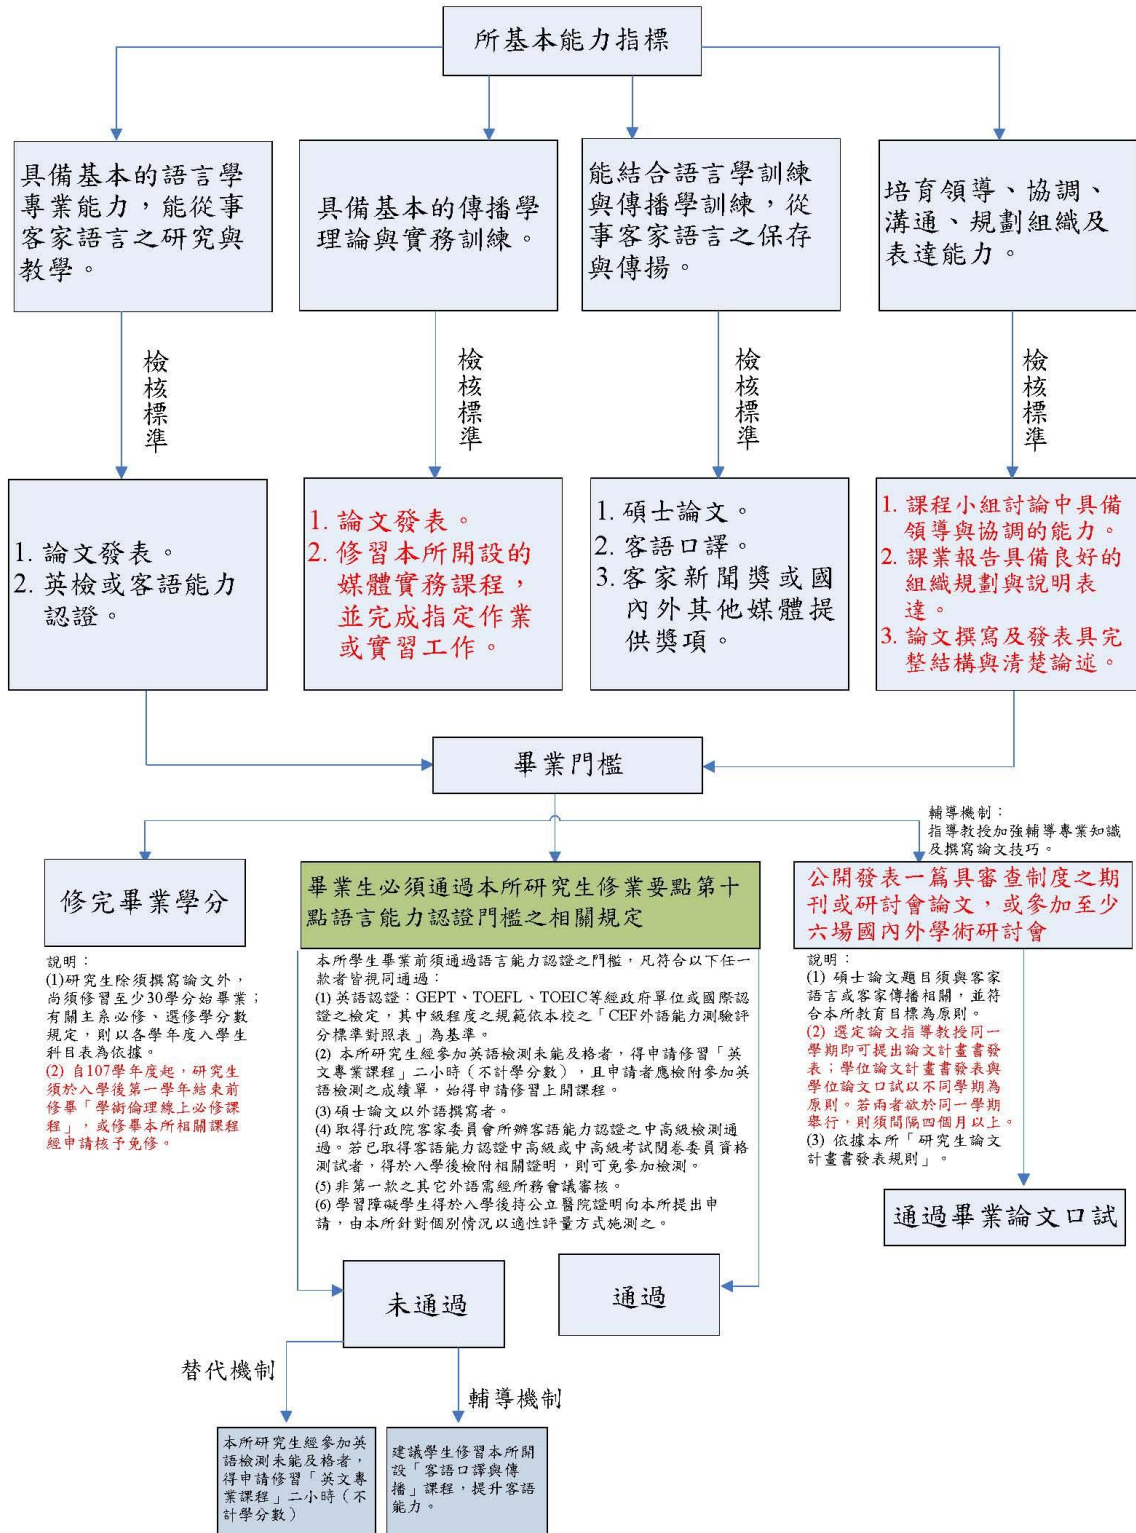 所基本能力指標
具備基本的語言學
專業能力，能從事
客家語言之研究與
教學。
具備基本的傳播學
理論與實務訓練。
能結合語言學訓練
與傳播學訓練，從
事客家語言之保存
與傳揚。
培育領導、協調、
溝通、規劃組織及
表達能力。
檢核標準
檢核標準
檢核標準
檢核標準
1. 論文發表。
2. 英檢或客語能力
認證。
1. 論文發表。
2. 修習本所開設的
媒體實務課程，
並完成指定作業
或實習工作。
1. 碩士論文。
2. 客語口譯。
3. 客家新聞獎或國
內外其他媒體提
供獎項。
1. 課程小組討論中具備
領導與協調的能力。
2. 課業報告具備良好的
組織規劃與說明表
達。
3. 論文撰寫及發表具完
整結構與清楚論述。
畢業門檻
輔導機制：
指導教授加強輔導專業知識
及撰寫論文技巧。
修完畢業學分
說明：
(1)研究生除須撰寫論文外，
尚須修習至少30學分始畢業；
有關主系必修、選修學分數
規定，則以各學年度入學生
科目表為依據。
(2) 自107學年度起，研究生
須於入學後第一學年結束前
修畢「學術倫理線上必修課
程」，或修畢本所相關課程
經申請核予免修。
畢業生必須通過本所研究生修業要點第十
點語言能力認證門檻之相關規定
本所學生畢業前須通過語言能力認證之門檻，凡符合以下任一
款者皆視同通過：
(1) 英語認證：GEPT、TOEFL、TOEIC等經政府單位或國際認
證之檢定，其中級程度之規範依本校之「CEF外語能力測驗評
分標準對照表」為基準。
(2) 本所研究生經參加英語檢測未能及格者，得申請修習「英
文專業課程」二小時（不計學分數），且申請者應檢附參加英
語檢測之成績單，始得申請修習上開課程。
(3) 碩士論文以外語撰寫者。
(4) 取得行政院客家委員會所辦客語能力認證之中高級檢測通
過。若已取得客語能力認證中高級或中高級考試閱卷委員資格
測試者，得於入學後檢附相關證明，則可免參加檢測。
(5) 非第一款之其它外語需經所務會議審核。
(6) 學習障礙學生得於入學後持公立醫院證明向本所提出申
請，由本所針對個別情況以適性評量方式施測之。
公開發表一篇具審查制度之期
刊或研討會論文，或參加至少
六場國內外學術研討會
說明：
(1) 碩士論文題目須與客家
語言或客家傳播相關，並符
合本所教育目標為原則。
(2) 選定論文指導教授同一
學期即可提出論文計畫書發
表；學位論文計畫書發表與
學位論文口試以不同學期為
原則。若兩者欲於同一學期
舉行，則須間隔四個月以上。
(3) 依據本所「研究生論文
計畫書發表規則」。
通過畢業論文口試
未通過
通過
替代機制
輔導機制
本所研究生經參加英
語檢測未能及格者，
得申請修習「英文專
業課程」二小時（不
計學分數）
建議學生修習本所開
設「客語口譯與傳
播」課程，提升客語
能力。